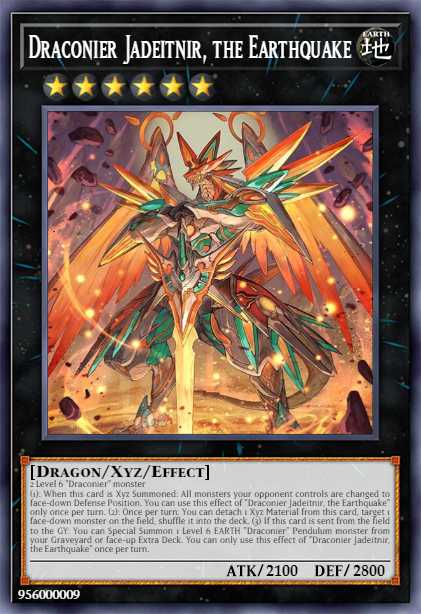 Draconier Jadeitnir, the Earthquake
EARTH
地
[Dragon/Xyz/Effect]
2 Level 6 "Draconier" monster
(1): When this card is Xyz Summoned: All monsters your opponent controls are changed to
face-down Defense Position. You can use this effect of "Draconier Jadeitnir, the Earthquake"
only once per turn. (2): Once per turn: You can detach 1 Xyz Material from this card, target 1
face-down monster on the field, shuffle it into the deck. (3) If this card is sent from the field
to the GY: You can Special Summon 1 Level 6 EARTH "Draconier" Pendulum monster from
your Graveyard or face-up Extra Deck. You can only use this effect of "Draconier Jadeitnir,
the Earthquake" once per turn.
ATK/2100 DEF/2800
956000009